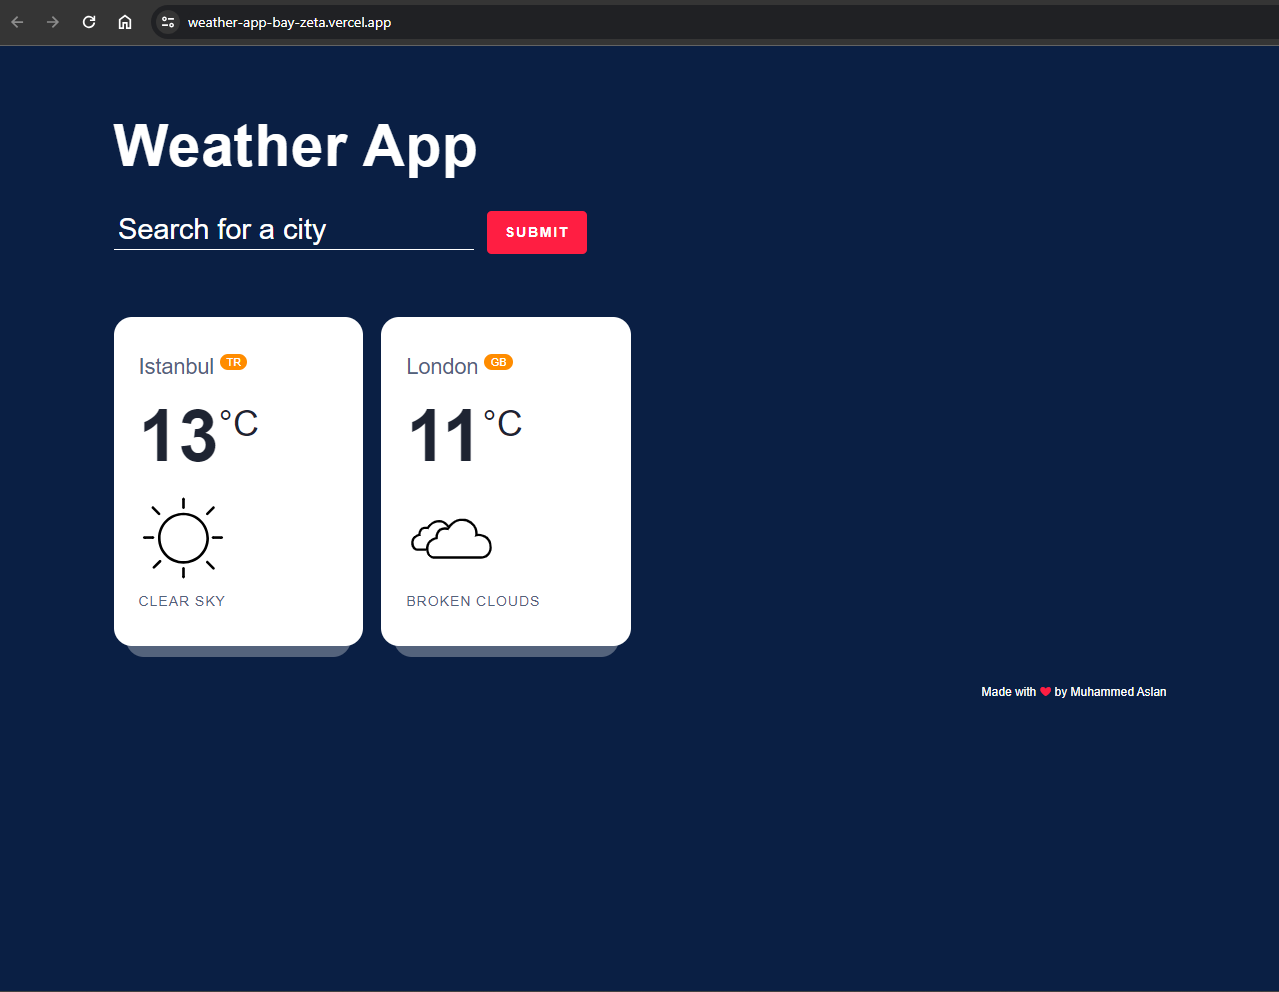 weather-app-bay-zeta.vercel.app
Weather App
Search for a city
SUBMIT
Istanbul TR
13°C
CLEAR SKY
London GB
11°C
BROKEN CLOUDS
Made with ❤ by Muhammed Aslan